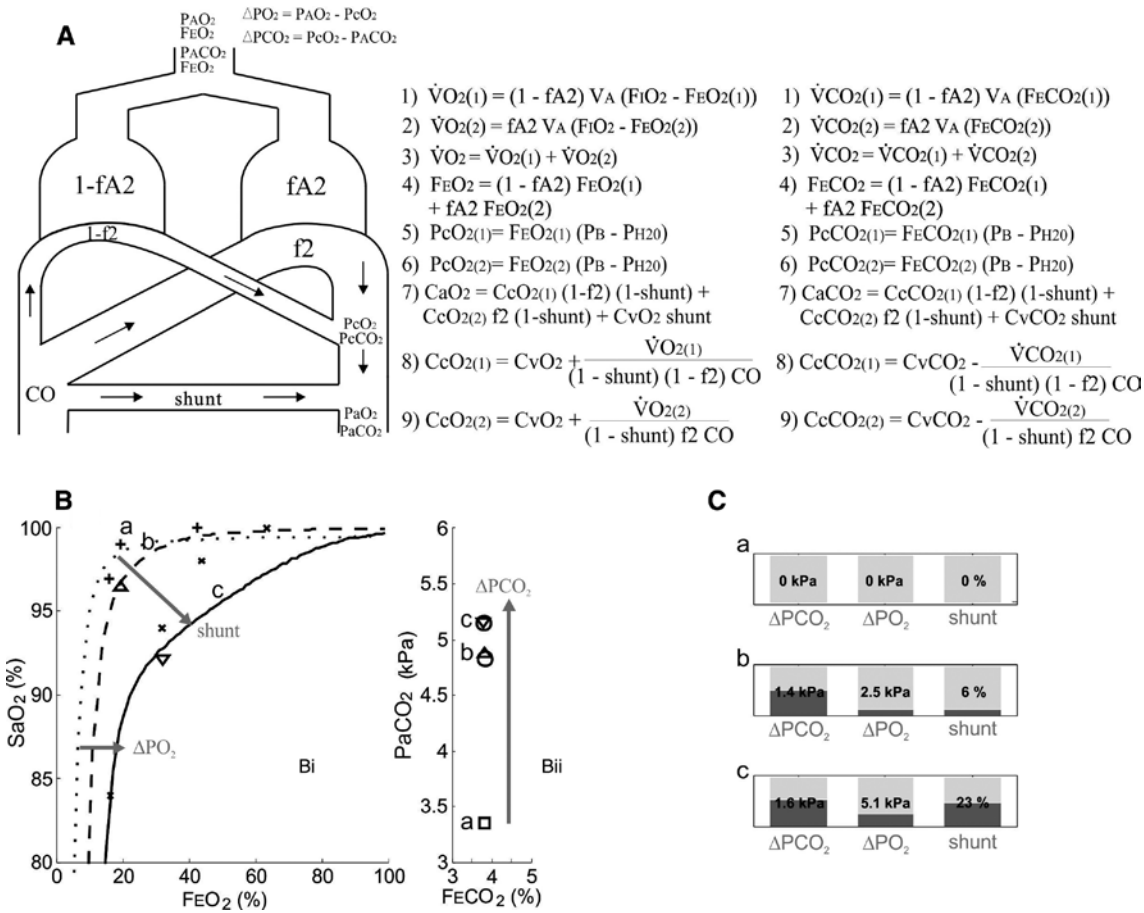 A
PAO₂
FEO₂
PACO₂
FEO₂
△PO₂ = PAO₂ - PcO₂
△PCO₂ = PcO₂ - PACO₂
1-fA2
fA2
1-f2
f2
PcO₂
PcCO₂
CO
shunt
PaO₂
PaCO₂
1) V̇O2(1) = (1 - fA2) VA (FIO2 - FEO2(1))
2) V̇O2(2) = fA2 VA (FIO2 - FEO2(2))
3) V̇O2 = V̇O2(1) + V̇O2(2)
4) FEO2 = (1 - fA2) FEO2(1)
+ fA2 FEO2(2)
5) PcO2(1)= FEO2(1) (PB - PH20)
6) PcO2(2)= FEO2(2) (PB - PH20)
7) CaO2 = CcO2(1) (1-f2) (1-shunt) +
CcO2(2) f2 (1-shunt) + CvO2 shunt
8) CcO2(1) = CvO2 + V̇O2(1) / (1 - shunt) (1 - f2) CO
9) CcO2(2) = CvO2 + V̇O2(2) / (1 - shunt) f2 CO
1) V̇CO2(1) = (1 - fA2) VA (FECO2(1))
2) V̇CO2(2) = fA2 VA (FECO2(2))
3) V̇CO2 = V̇CO2(1) + V̇CO2(2)
4) FECO2 = (1 - fA2) FECO2(1)
+ fA2 FECO2(2)
5) PcCO2(1)= FECO2(1) (PB - PH20)
6) PcCO2(2)= FECO2(2) (PB - PH20)
7) CaCO2 = CcCO2(1) (1-f2) (1-shunt) +
CcCO2(2) f2 (1-shunt) + CvCO2 shunt
8) CcCO2(1) = CvCO2 - V̇CO2(1) / (1 - shunt) (1 - f2) CO
9) CcCO2(2) = CvCO2 - V̇CO2(2) / (1 - shunt) f2 CO
B
SaO₂ (%)
100
95
90
85
80
0
20
40
60
80
100
FEO₂ (%)
a
b
c
shunt
ΔPO₂
Bi
PaCO₂ (kPa)
6
5.5
5
4.5
4
3.5
3
3
4
5
FECO₂ (%)
ΔPCO₂
c
b
a
Bii
C
a
0 kPa
0 kPa
0 %
ΔPCO₂
ΔPO₂
shunt
b
1.4 kPa
2.5 kPa
6 %
ΔPCO₂
ΔPO₂
shunt
c
1.6 kPa
5.1 kPa
23 %
ΔPCO₂
ΔPO₂
shunt